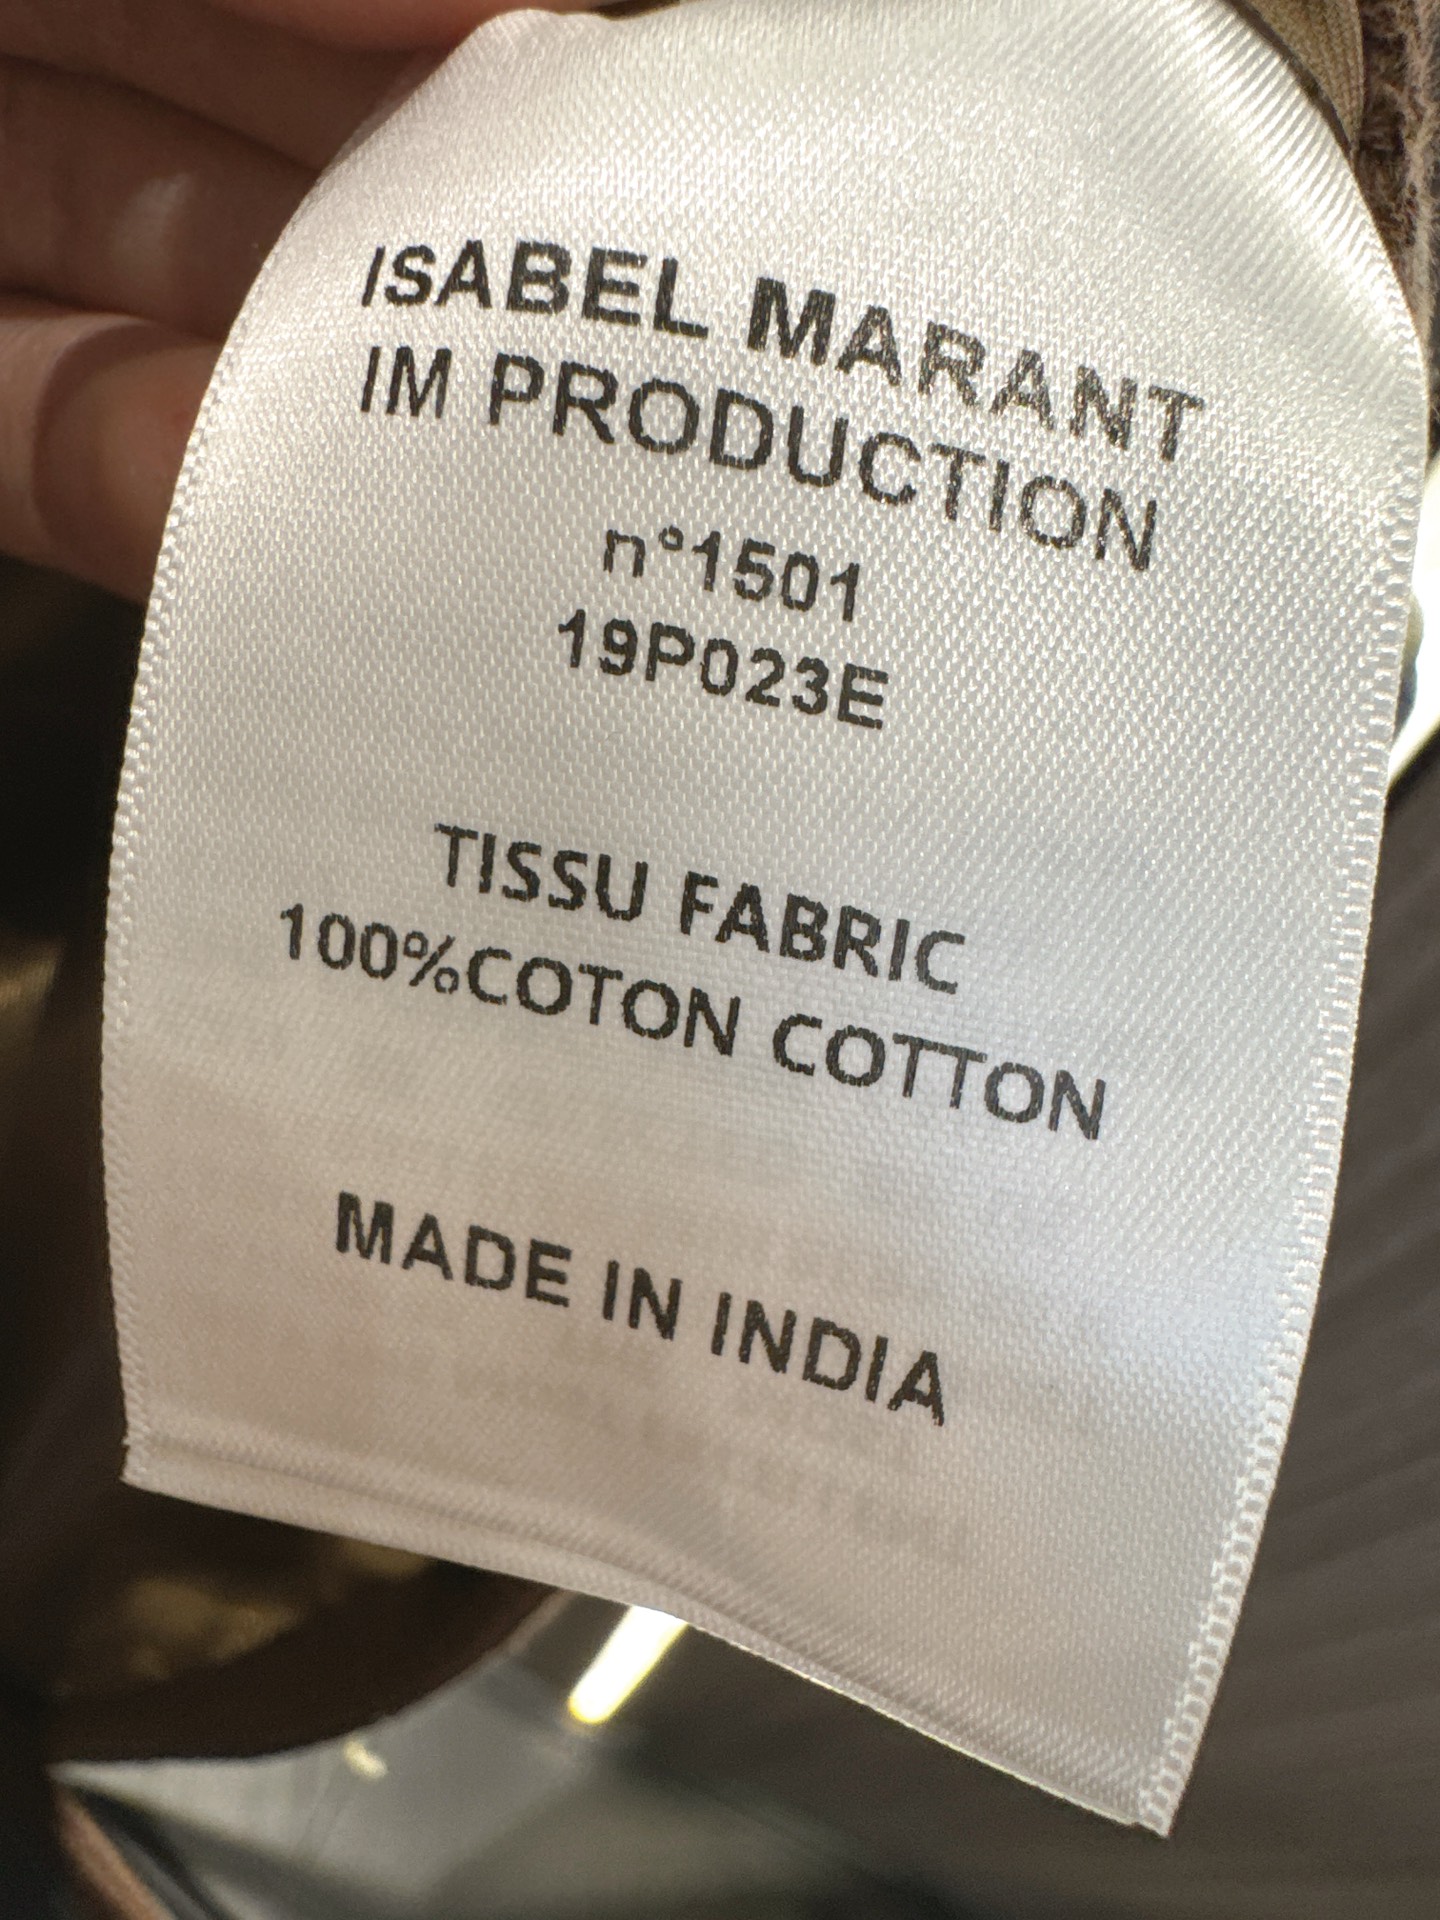 ISABEL MARANT
IM PRODUCTION
n°1501
19P023E
TISSU FABRIC
100%COTON COTTON
MADE IN INDIA